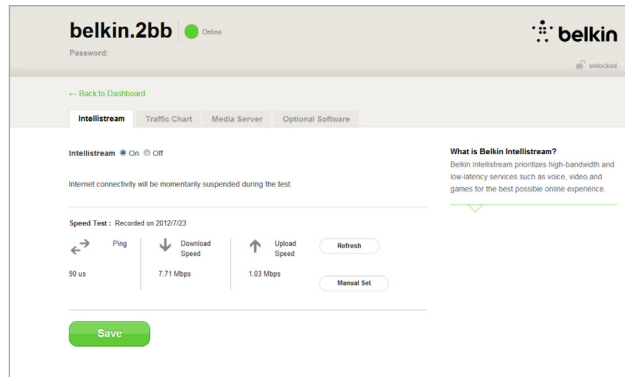 belkin.2bb
Online
belkin
Password:
unlocked
← Back to Dashboard
Intellistream
Traffic Chart
Media Server
Optional Software
Intellistream On Off
Internet connectivity will be momentarily suspended during the test.
What is Belkin Intellistream?
Belkin Intellistream prioritizes high-bandwidth and
low-latency services such as voice, video,and
games for the best possible online experience.
Speed Test : Recorded on 2012/7/23
Ping
Download
Speed
Upload
Speed
Refresh
90 us
7.71 Mbps
1.03 Mbps
Manual Set
Save